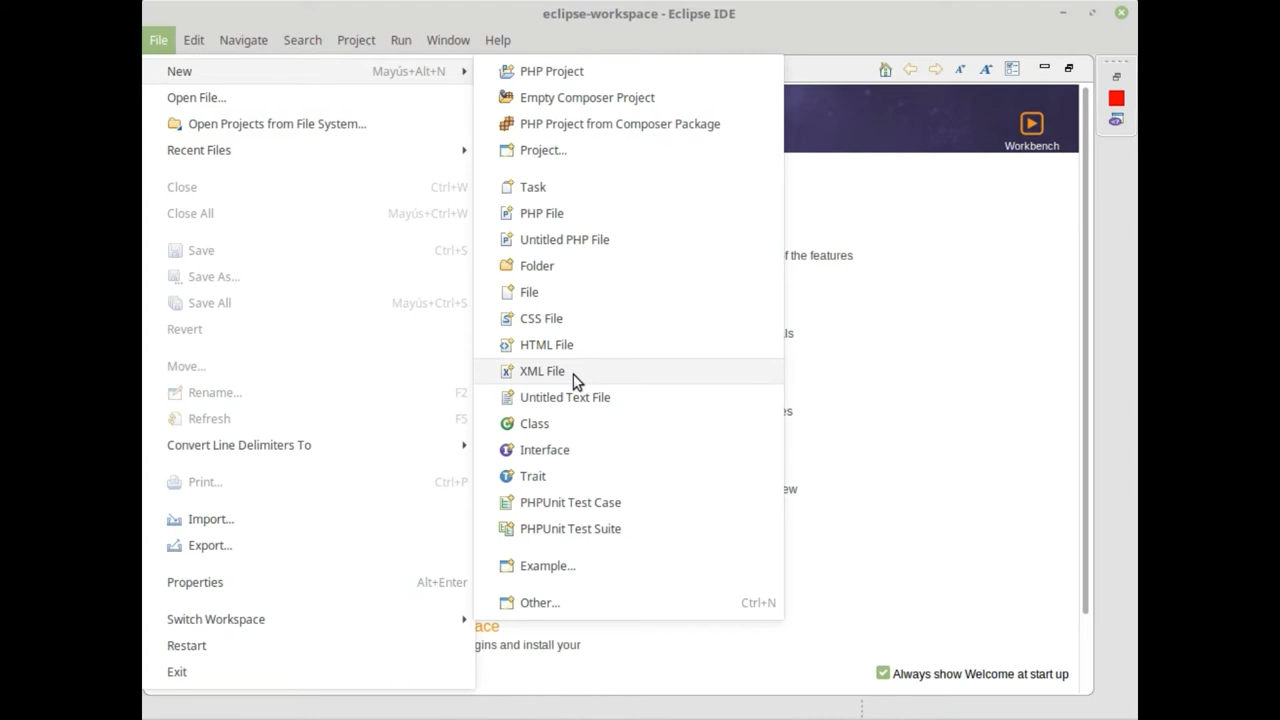 eclipse-workspace - Eclipse IDE
File Edit Navigate Search Project Run Window Help
New Mayús+Alt+N
Open File...
Open Projects from File System...
Recent Files
Close Ctrl+W
Close All Mayús+Ctrl+W
Save Ctrl+S
Save As...
Save All Mayús+Ctrl+S
Revert
Move...
Rename... F2
Refresh F5
Convert Line Delimiters To
Print... Ctrl+P
Import...
Export...
Properties Alt+Enter
Switch Workspace
Restart
Exit
PHP Project
Empty Composer Project
PHP Project from Composer Package
Project...
Task
PHP File
Untitled PHP File
Folder
File
CSS File
HTML File
XML File
Untitled Text File
Class
Interface
Trait
PHPUnit Test Case
PHPUnit Test Suite
Example...
Other... Ctrl+N
Workbench
f the features
ls
es
ew
ace
gins and install your
Always show Welcome at start up